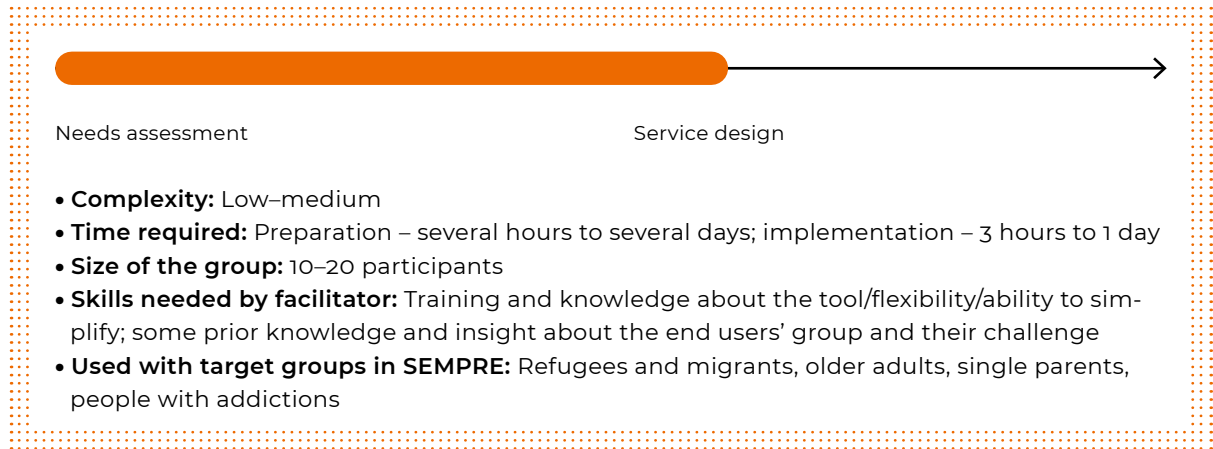 Needs assessment Service design
• Complexity: Low–medium
• Time required: Preparation – several hours to several days; implementation – 3 hours to 1 day
• Size of the group: 10–20 participants
• Skills needed by facilitator: Training and knowledge about the tool/flexibility/ability to sim-
plify; some prior knowledge and insight about the end users’ group and their challenge
• Used with target groups in SEMPRE: Refugees and migrants, older adults, single parents,
people with addictions